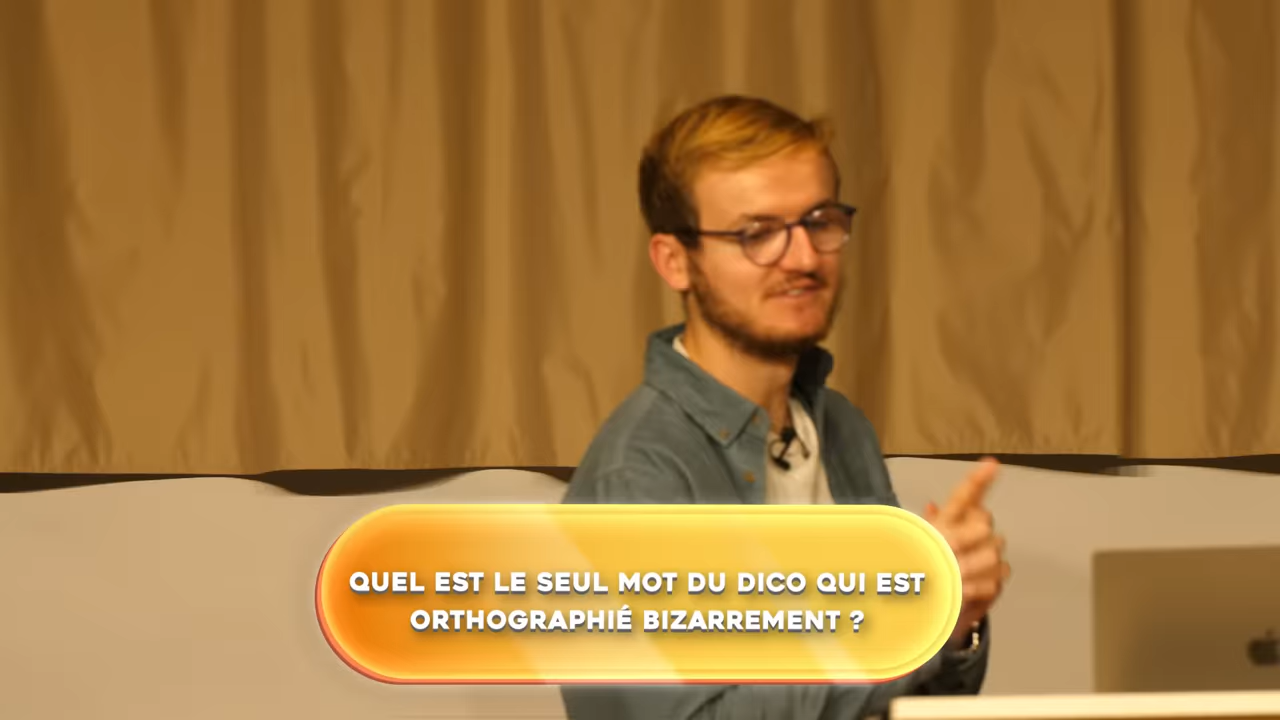 QUEL EST LE SEUL MOT DU DICO QUI EST
ORTHOGRAPHIÉ BIZARREMENT ?